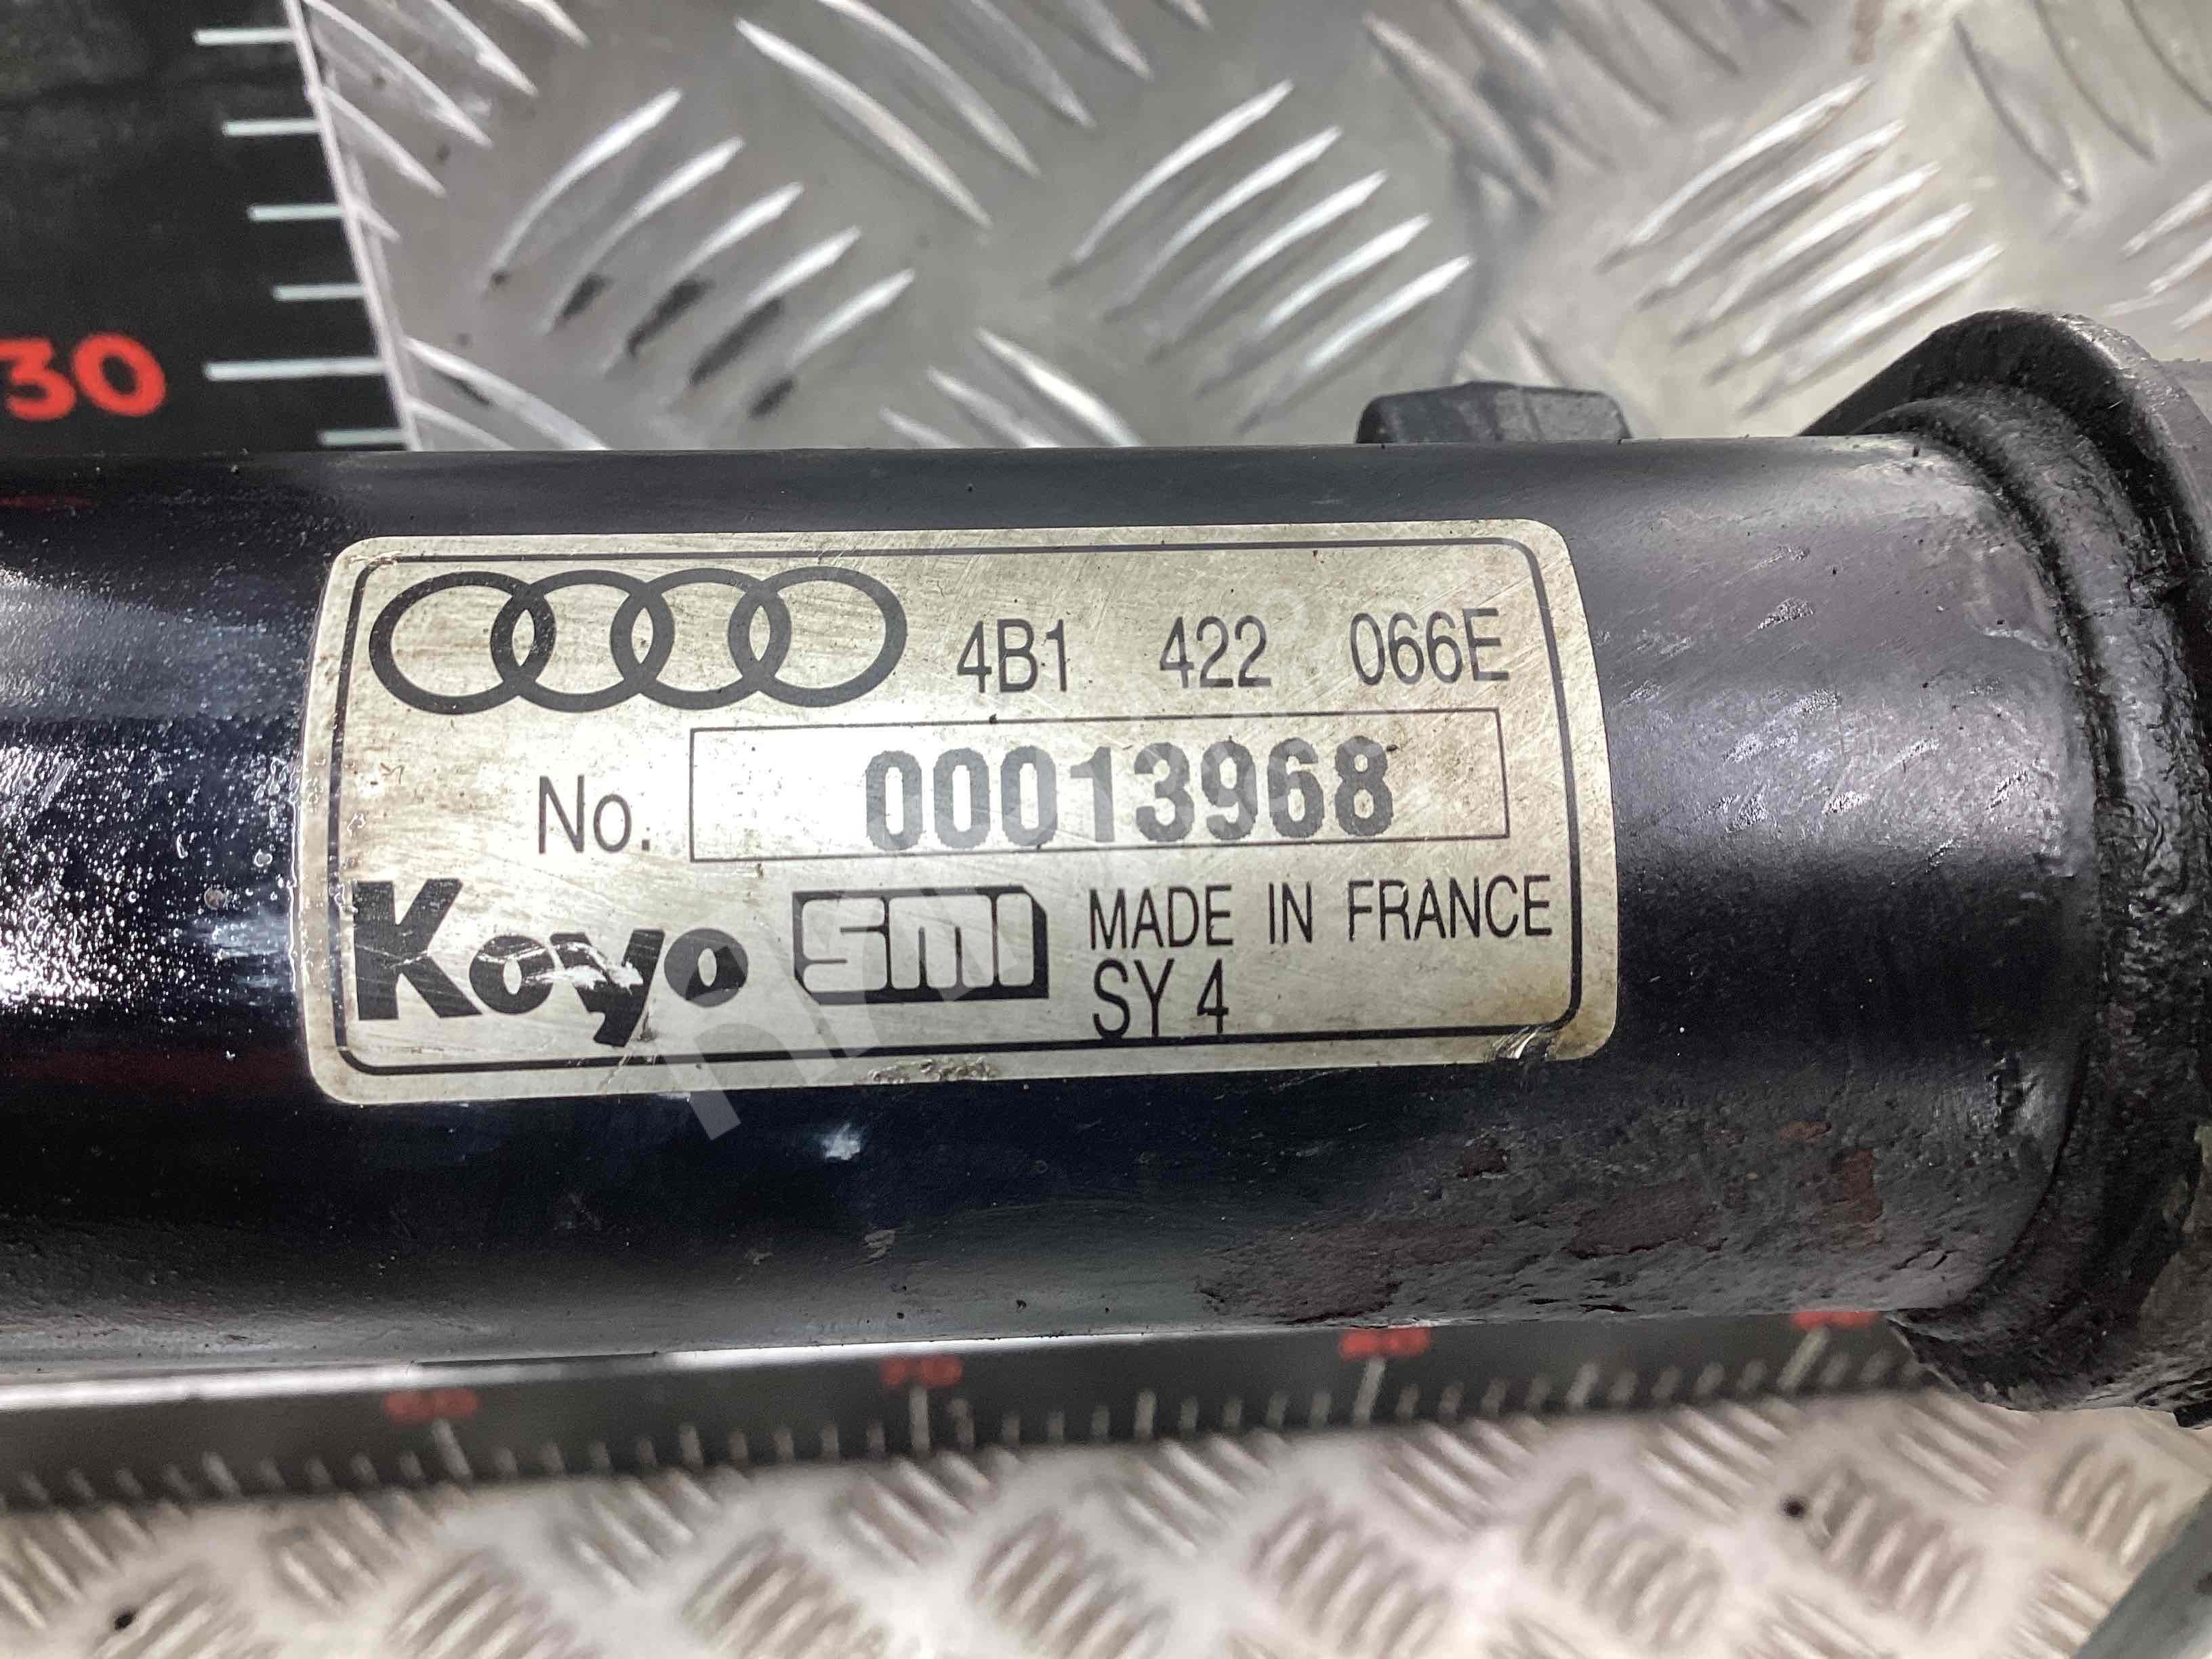 30
4B1 422 066E
No. 00013968
Koyo SMI MADE IN FRANCE
SY 4